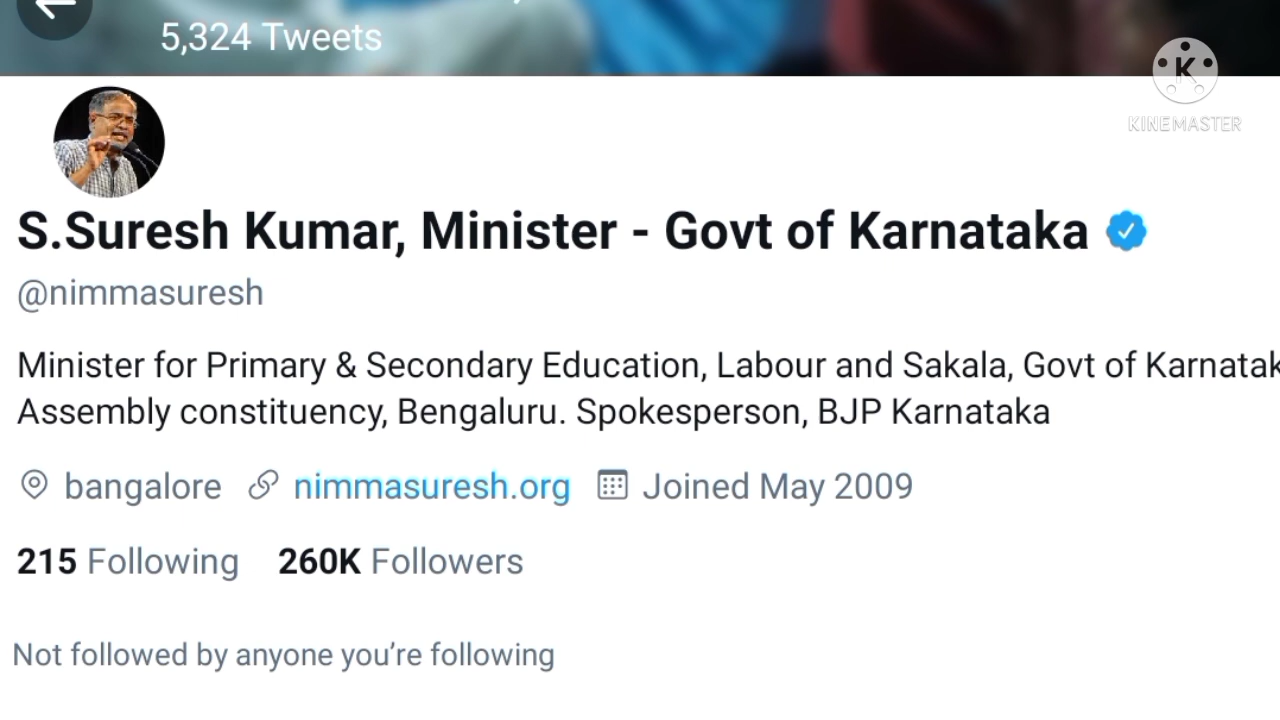 5,324 Tweets
K
KINEMASTER
S.Suresh Kumar, Minister - Govt of Karnataka
@nimmasuresh
Minister for Primary & Secondary Education, Labour and Sakala, Govt of Karnatak
Assembly constituency, Bengaluru. Spokesperson, BJP Karnataka
bangalore nimmasuresh.org Joined May 2009
215 Following 260K Followers
Not followed by anyone you’re following